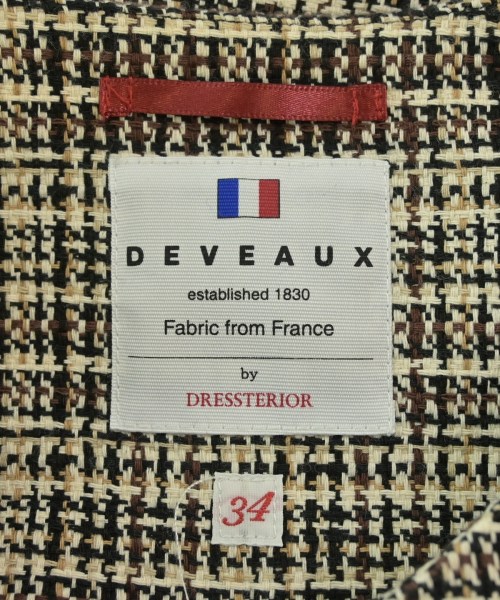 DEVEAUX
established 1830
Fabric from France
by
DRESSTERIOR
34